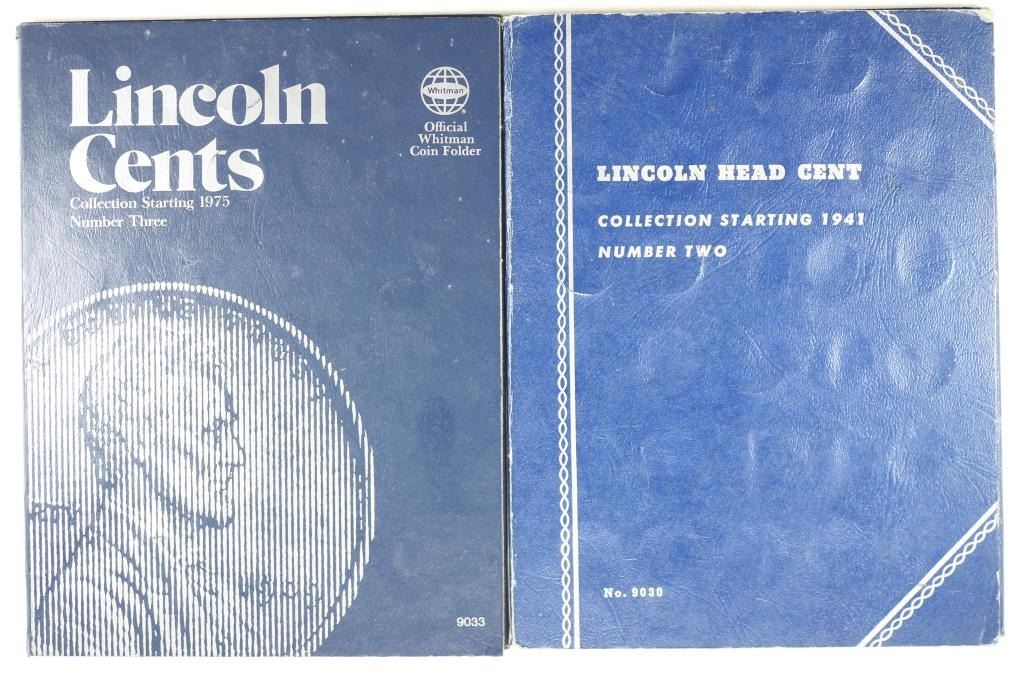 Lincoln
Cents
Collection Starting 1975
Number Three
Whitman
Official
Whitman
Coin Folder
9033
LINCOLN HEAD CENT
COLLECTION STARTING 1941
NUMBER TWO
No. 9030